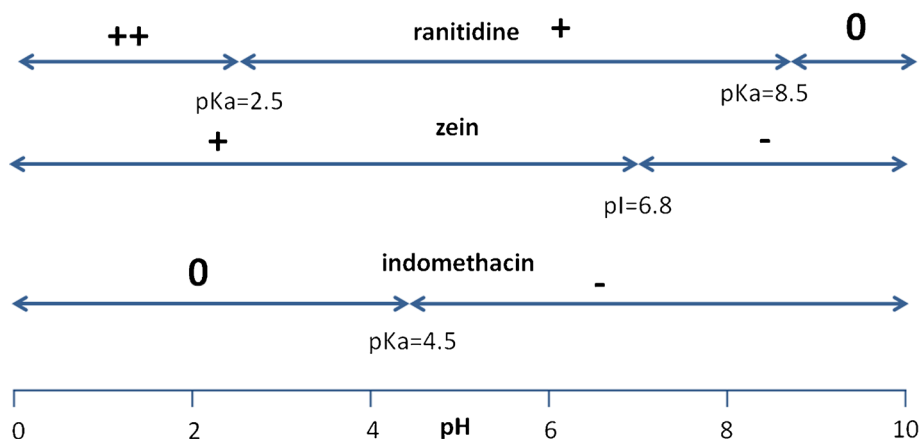 ++ ranitidine + 0
pKa=2.5 pKa=8.5
+ zein -
pI=6.8
0 indomethacin -
pKa=4.5
0 2 4 pH 6 8 10